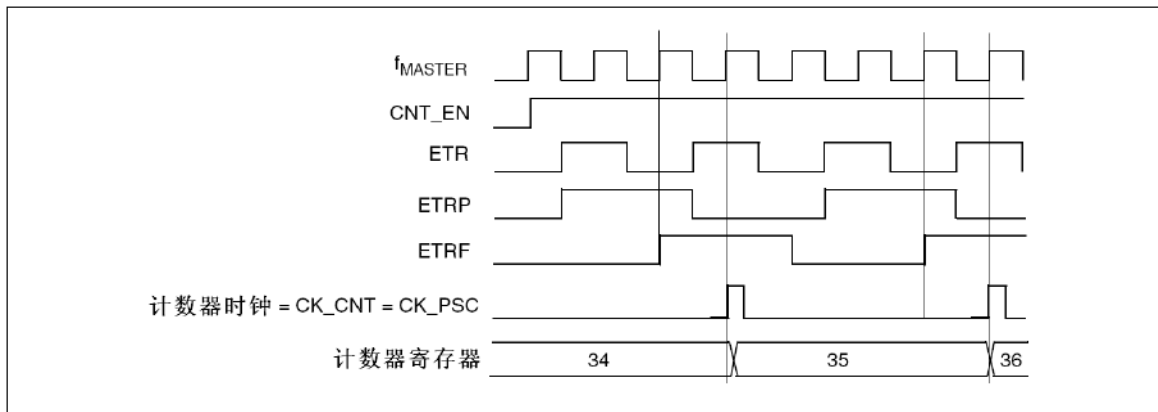 fMASTER
CNT_EN
ETR
ETRP
ETRF
计数器时钟 = CK_CNT = CK_PSC
计数器寄存器 34 35 36